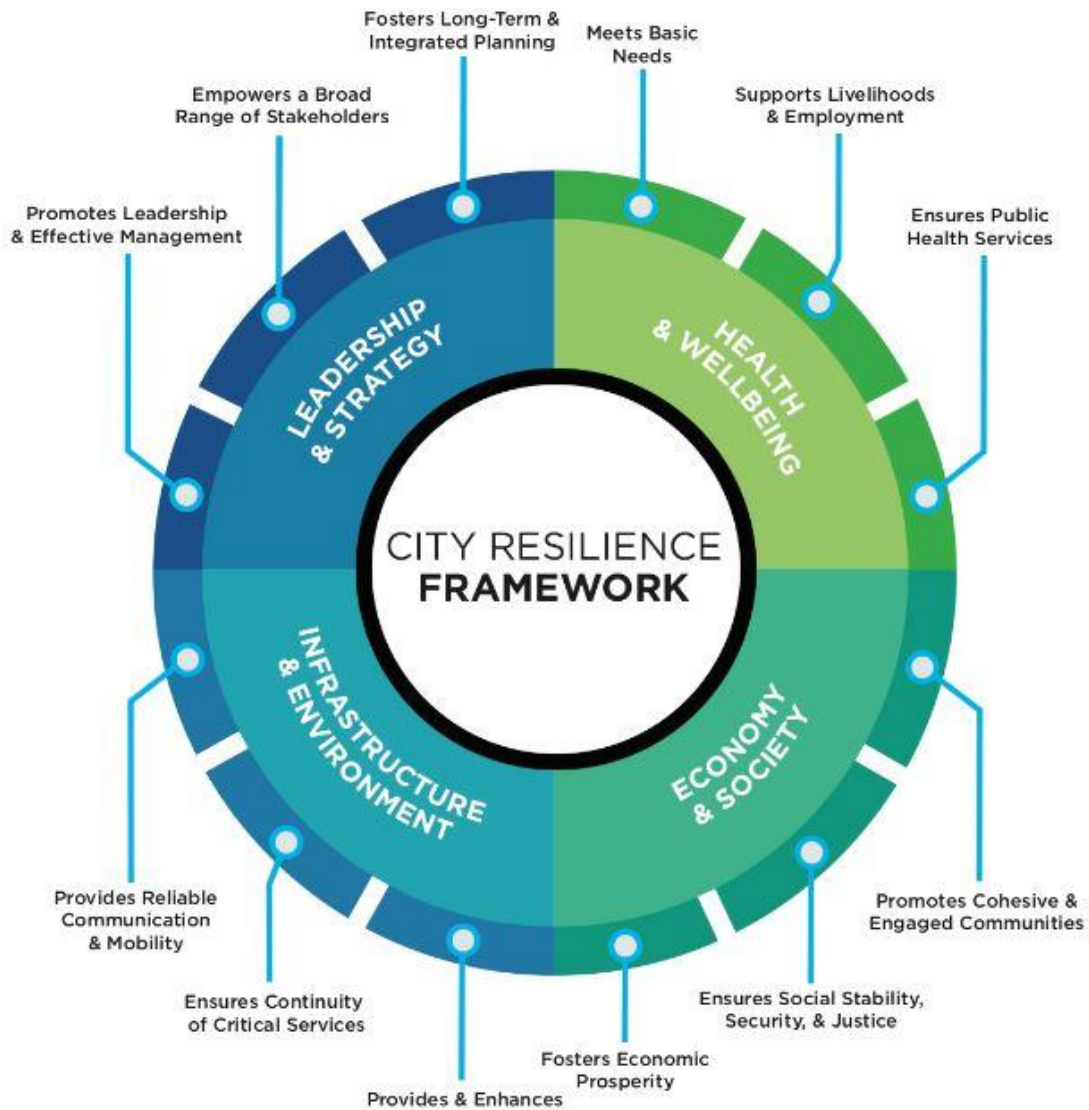 Fosters Long-Term &
Integrated Planning
Meets Basic
Needs
Empowers a Broad
Range of Stakeholders
Supports Livelihoods
& Employment
Promotes Leadership
& Effective Management
Ensures Public
Health Services
LEADERSHIP
& STRATEGY
HEALTH
& WELLBEING
CITY RESILIENCE
FRAMEWORK
INFRASTRUCTURE
& ENVIRONMENT
ECONOMY
& SOCIETY
Provides Reliable
Communication
& Mobility
Promotes Cohesive &
Engaged Communities
Ensures Continuity
of Critical Services
Ensures Social Stability,
Security, & Justice
Fosters Economic
Prosperity
Provides & Enhances